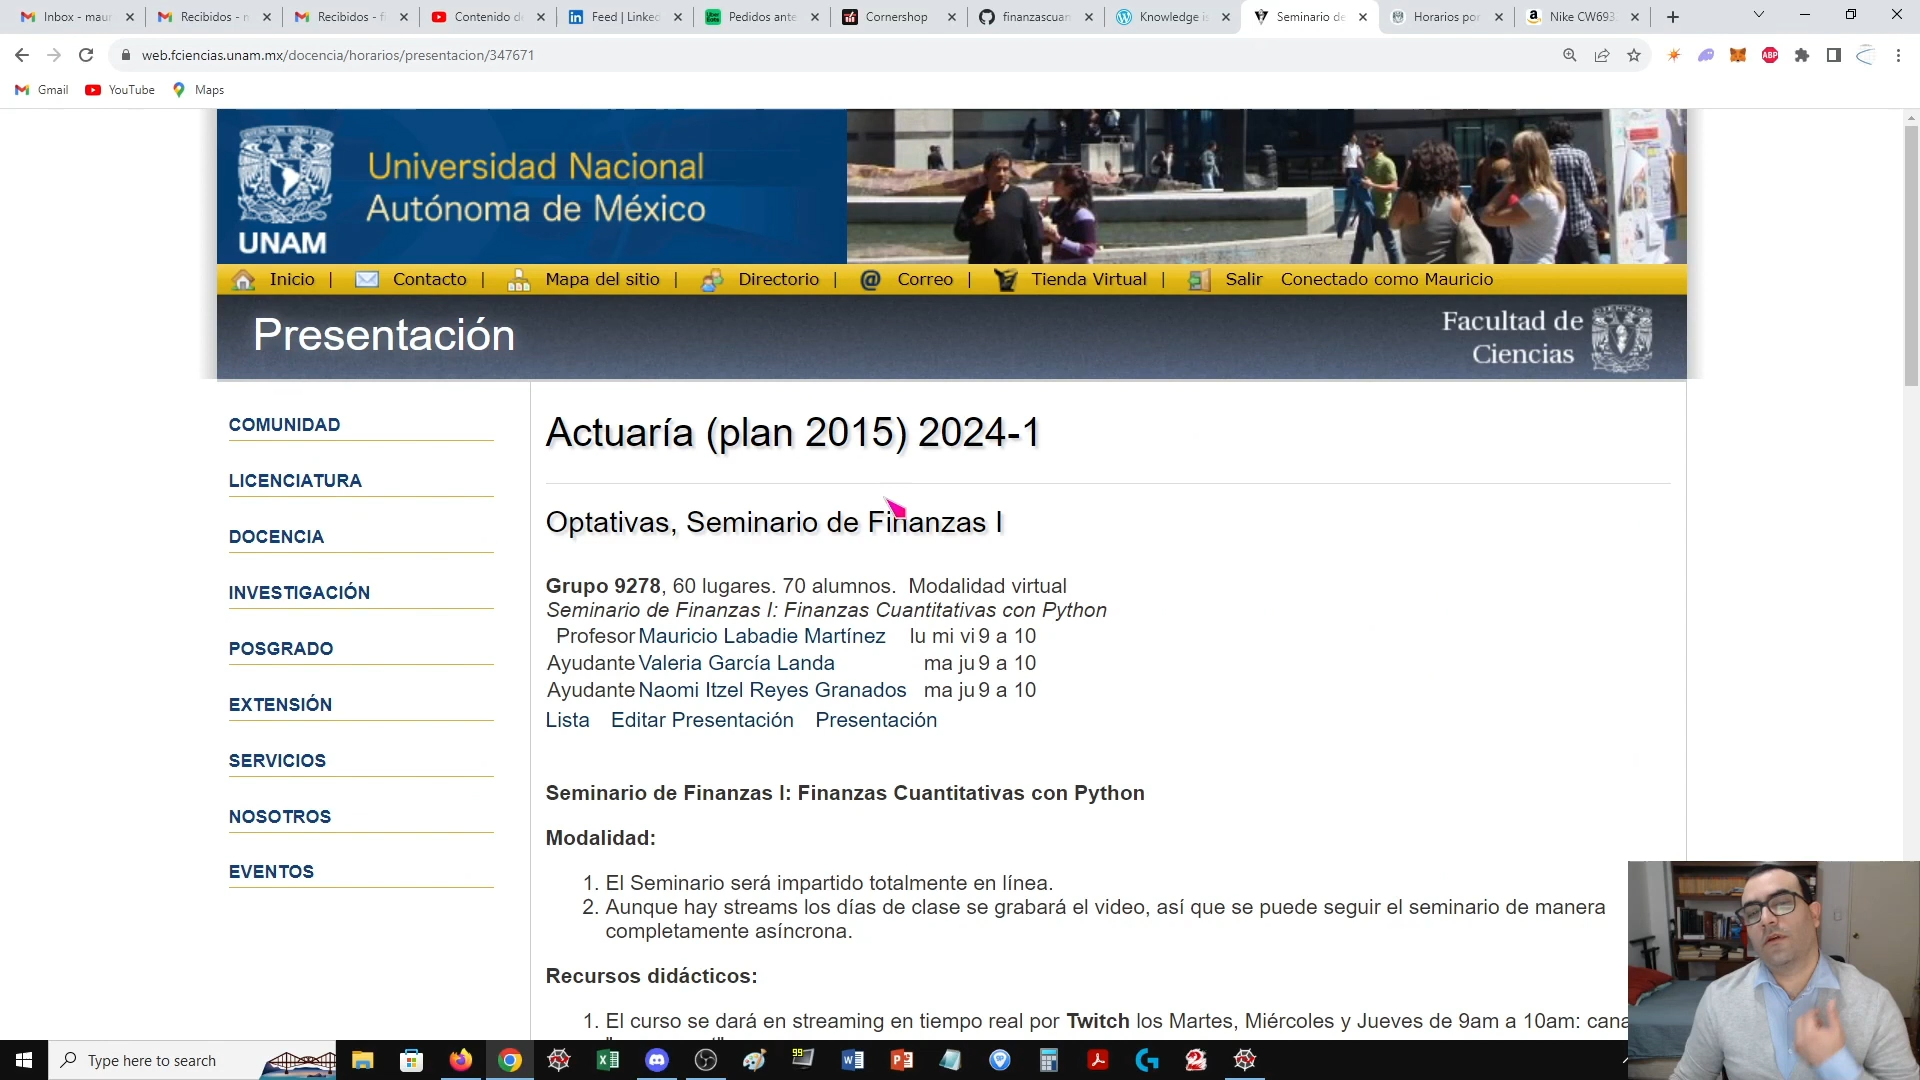 Inbox - maur
Recibidos - m
Recibidos - f
Contenido de
Feed | Linked
Pedidos ante
Cornershop
finanzascuan
Knowledge is
Seminario de
Horarios por
Nike CW693
web.fciencias.unam.mx/docencia/horarios/presentacion/347671
ABP
Gmail
YouTube
Maps
Universidad Nacional
Autónoma de México
UNAM
Inicio |
Contacto |
Mapa del sitio |
Directorio |
Correo |
Tienda Virtual |
Salir
Conectado como Mauricio
Presentación
Facultad de
Ciencias
COMUNIDAD
LICENCIATURA
DOCENCIA
INVESTIGACIÓN
POSGRADO
EXTENSIÓN
SERVICIOS
NOSOTROS
EVENTOS
Actuaría (plan 2015) 2024-1
Optativas, Seminario de Finanzas I
Grupo 9278, 60 lugares. 70 alumnos. Modalidad virtual
Seminario de Finanzas I: Finanzas Cuantitativas con Python
Profesor Mauricio Labadie Martínez lu mi vi 9 a 10
Ayudante Valeria García Landa ma ju 9 a 10
Ayudante Naomi Itzel Reyes Granados ma ju 9 a 10
Lista Editar Presentación Presentación
Seminario de Finanzas I: Finanzas Cuantitativas con Python
Modalidad:
1. El Seminario será impartido totalmente en línea.
2. Aunque hay streams los días de clase se grabará el video, así que se puede seguir el seminario de manera
completamente asíncrona.
Recursos didácticos:
1. El curso se dará en streaming en tiempo real por Twitch los Martes, Miércoles y Jueves de 9am a 10am: cana
Type here to search